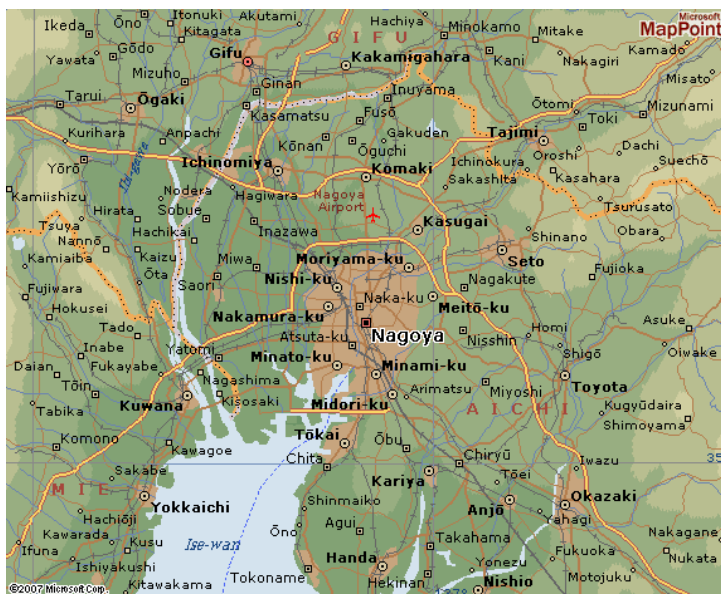 Microsoft
MapPoint
Ikeda
Ōno
Itonuki
Akutami
Hachiya
Kitagata
Minokamo
Mitake
Gōdo
Yawata
Gifu
GIFU
Kakamigahara
Kani
Nakagiri
Kamado
Misato
Mizuho
Ginan
Inuyama
Tarui
Ōgaki
Kasamatsu
Fusō
Ōtomi
Mizunami
Toki
Kurihara
Anpachi
Kōnan
Gakuden
Tajimi
Ōguchi
Dachi
Yōrō
Ichinomiya
Komaki
Ichinokura
Oroshi
Suechō
Kasahara
Sakashita
Kamiishizu
Nodera
Hagiwara
Nagoya
Airport
Tsuya
Hirata
Sobue
Tsurusato
Inazawa
Kasugai
Nannō
Hachikai
Shinano
Obara
Kamiaiba
Kaizu
Miwa
Moriyama-ku
Seto
Ōta
Saori
Nishi-ku
Nagakute
Fujioka
Fujiwara
Hokusei
Naka-ku
Meitō-ku
Nakamura-ku
Tado
Nagoya
Asuke
Inabe
Atsuta-ku
Nisshin
Homi
Oiwake
Yatomi
Shigō
Daian
Fukayabe
Minato-ku
Minami-ku
Nagashima
Tōin
Arimatsu
Miyoshi
Toyota
Kuwana
Kisosaki
Midori-ku
AICHI
Tabika
Kugyūdaira
Shimoyama
Komono
Kawagoe
Tōkai
Ōbu
Chiryū
35
Chita
Iwazu
Sakabe
Kariya
Tōei
MIE
Yokkaichi
Shinmaiko
Anjō
Okazaki
Hachiōji
Yahagi
Kawarada
Ōno
Agui
Takahama
Nakagane
Ifuna
Kusu
Ise-wan
Handa
Yonezu
Fukuoka
Nukata
Ishiyakushi
Tokoname
Hekinan
Nishio
Motojuku
©2007 Microsoft Corp.
Kitawakama